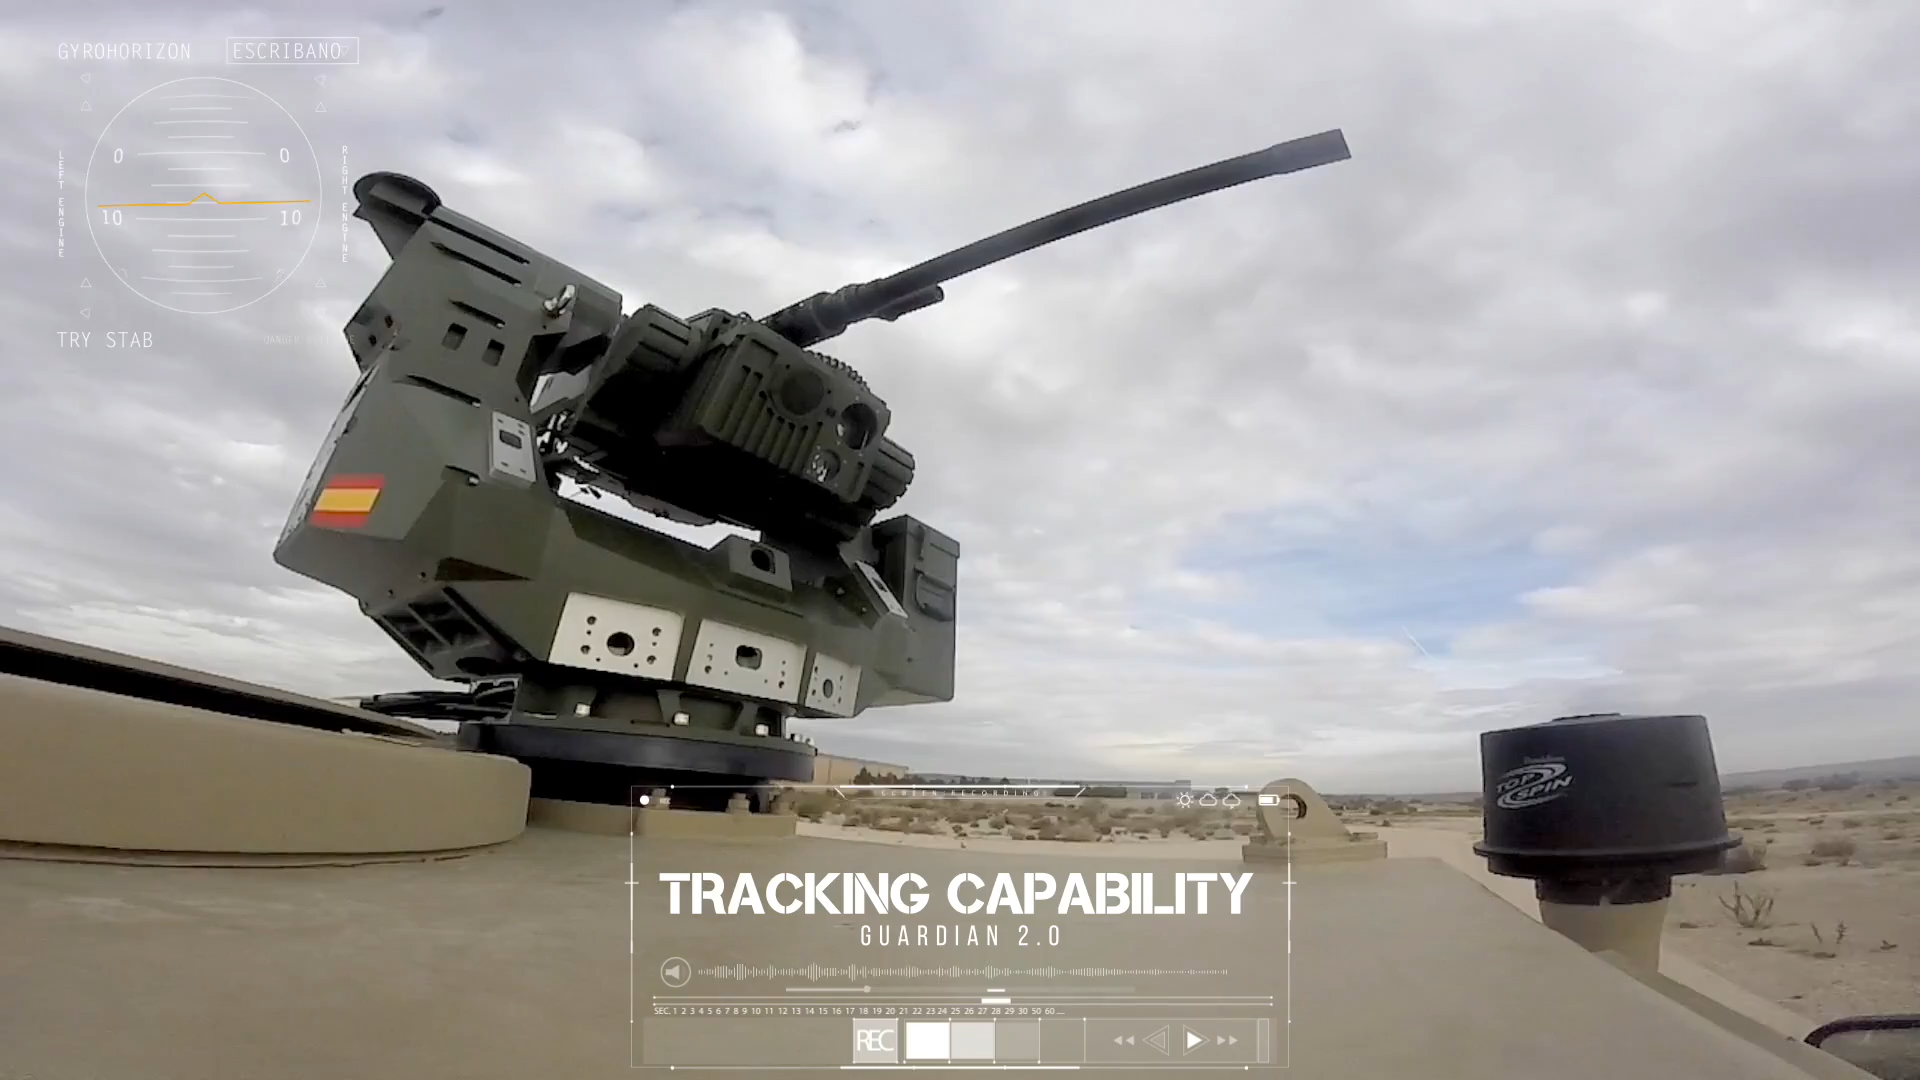 GYROHORIZON
ESCRIBANO
0 0
LEFT ENGINE
RIGHT ENGINE
10 10
TRY STAB
TOP
SPIN
SCREEN RECORDING
TRACKING CAPABILITY
GUARDIAN 2.0
SEC. 1 2 3 4 5 6 7 8 9 10 11 12 13 14 15 16 17 18 19 20 21 22 23 24 25 26 27 28 29 30 50 60 ....
REC